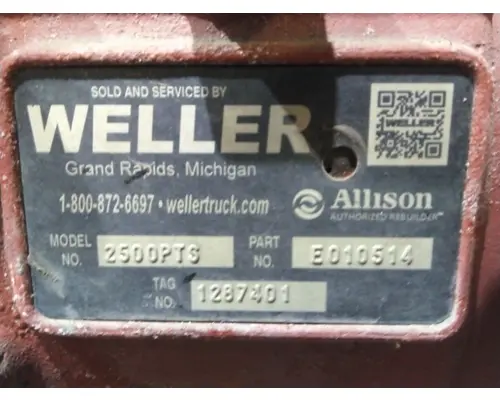 SOLD AND SERVICED BY
WELLER
Grand Rapids, Michigan
1-800-872-6697 • wellertruck.com
WELLER
Allison
AUTHORIZED REBUILDER
MODEL NO. 2500PTS
PART NO. E010514
TAG NO. 1287401